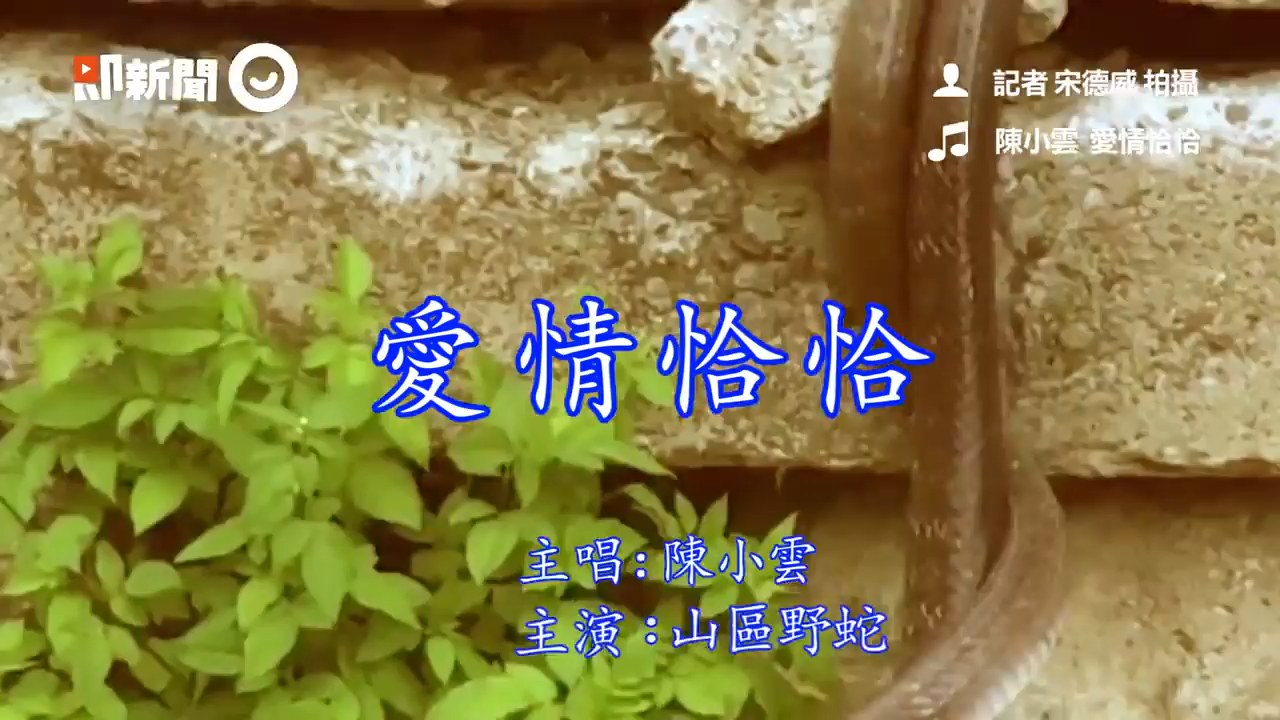 即新聞
記者 宋德威 拍攝
陳小雲 愛情恰恰
愛情恰恰
主唱:陳小雲
主演:山區野蛇